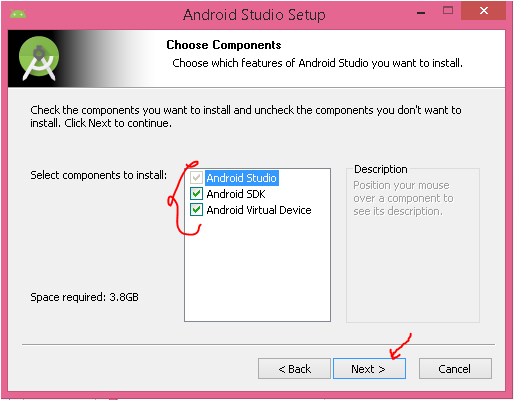 Android Studio Setup
Choose Components
Choose which features of Android Studio you want to install.
Check the components you want to install and uncheck the components you don't want to
install. Click Next to continue.
Select components to install:
Android Studio
Android SDK
Android Virtual Device
Description
Position your mouse
over a component to
see its description.
Space required: 3.8GB
< Back
Next >
Cancel